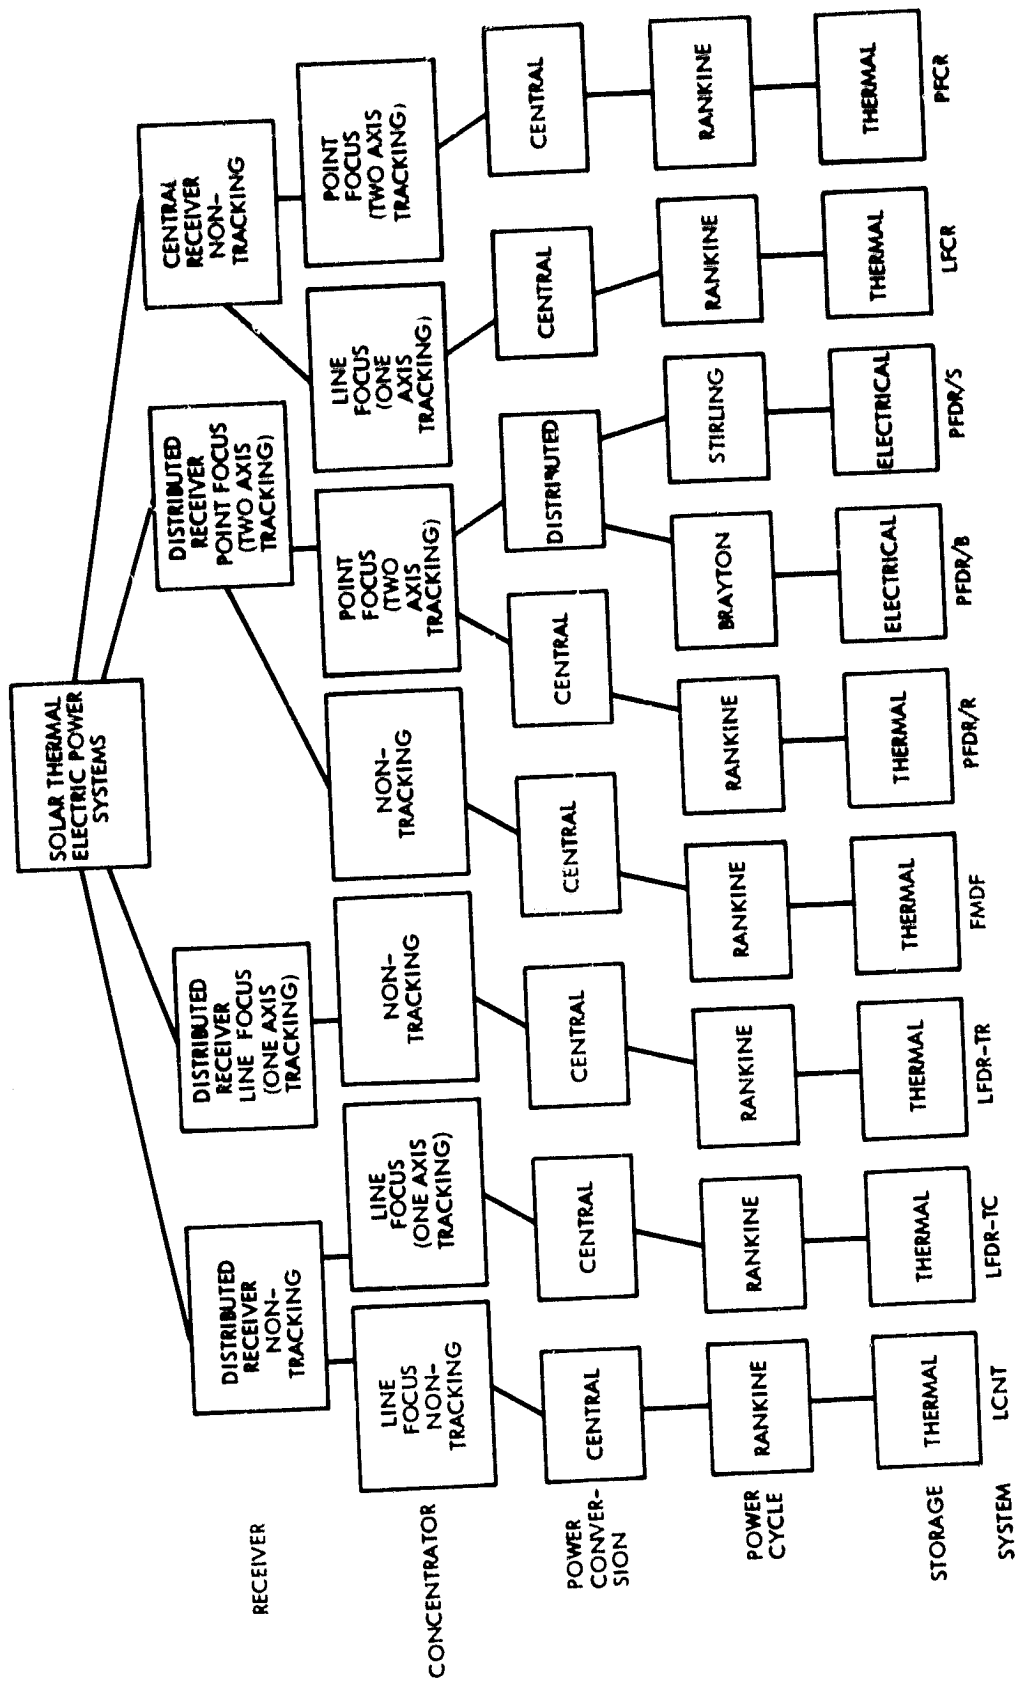 SOLAR THERMAL
ELECTRIC POWER
SYSTEMS
RECEIVER
DISTRIBUTED
RECEIVER
NON-
TRACKING
DISTRIBUTED
RECEIVER
LINE FOCUS
(ONE AXIS
TRACKING)
DISTRIBUTED
RECEIVER
POINT FOCUS
(TWO AXIS
TRACKING)
CENTRAL
RECEIVER
NON-
TRACKING
CONCENTRATOR
LINE
FOCUS
NON-
TRACKING
LINE
FOCUS
(ONE AXIS
TRACKING)
NON-
TRACKING
NON-
TRACKING
POINT
FOCUS
(TWO
AXIS
TRACKING)
LINE
FOCUS
(ONE
AXIS
TRACKING)
POINT
FOCUS
(TWO AXIS
TRACKING)
POWER
CONVER-
SION
CENTRAL
CENTRAL
CENTRAL
CENTRAL
CENTRAL
DISTRIBUTED
CENTRAL
CENTRAL
POWER
CYCLE
RANKINE
RANKINE
RANKINE
RANKINE
RANKINE
BRAYTON
STIRLING
RANKINE
RANKINE
STORAGE
THERMAL
THERMAL
THERMAL
THERMAL
THERMAL
ELECTRICAL
ELECTRICAL
THERMAL
THERMAL
SYSTEM
LCNT
LFDR-TC
LFDR-TR
FMDF
PFDR/R
PFDR/B
PFDR/S
LFCR
PFCR